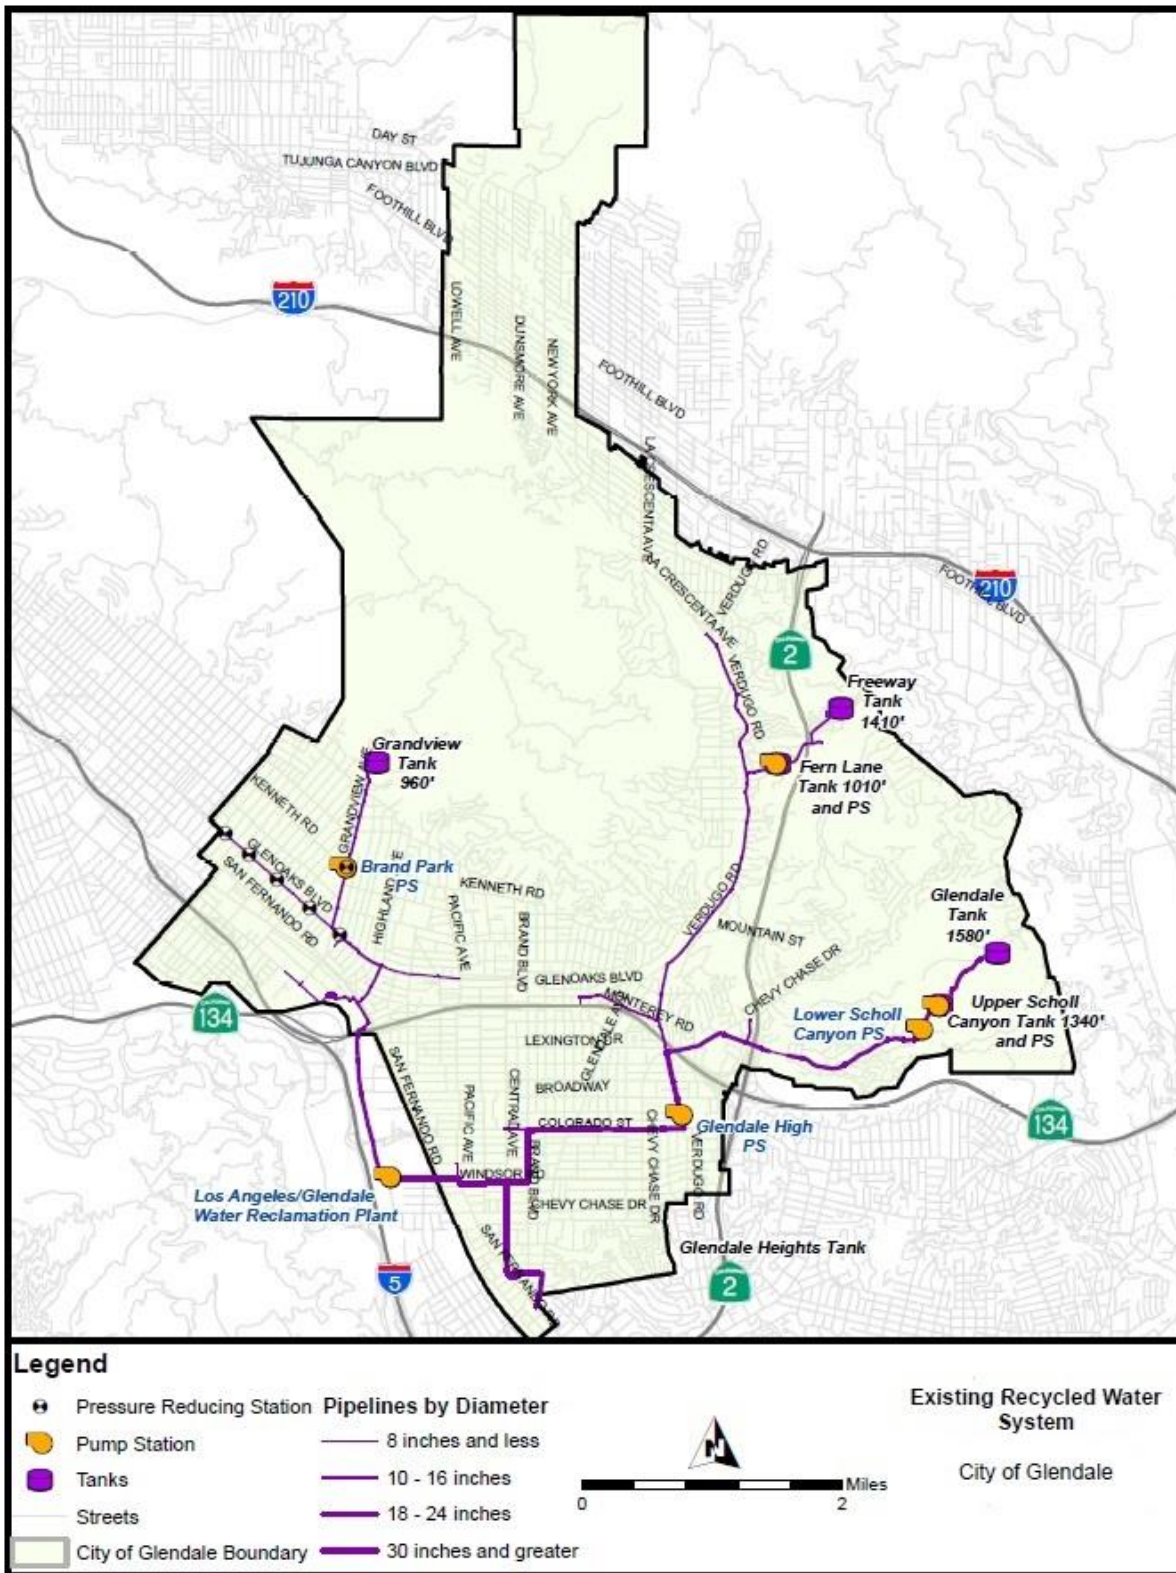 DAY ST
TUJUNGA CANYON BLVD
FOOTHILL BLVD
210
LOWELL AVE
DUNSMORE AVE
NEW YORK AVE
FOOTHILL BLVD
LA CRESCENTA AVE
LA CRESCENTA AVE
VERDUGO RD
210
FOOTHILL BLVD
2
VERDUGO RD
Freeway
Tank
1410'
Grandview
Tank
960'
Fern Lane
Tank 1010'
and PS
KENNETH RD
GRANDVIEW AVE
GLENOAKS BLVD
SAN FERNANDO RD
Brand Park
PS
HIGHLAND
KENNETH RD
PACIFIC AVE
BRAND BLVD
VERDUGO RD
MOUNTAIN ST
CHEVY CHASE DR
Glendale
Tank
1580'
GLENOAKS BLVD
MONTEREY RD
GLENDALE AVE
LEXINGTON DR
134
Lower Scholl
Canyon PS
Upper Scholl
Canyon Tank 1340'
and PS
SAN FERNANDO RD
PACIFIC AVE
CENTRAL AVE
BROADWAY
COLORADO ST
Glendale High
PS
134
CHEVY CHASE DR
VERDUGO RD
WINDSOR RD
BRAND BLVD
CHEVY CHASE DR
Los Angeles/Glendale
Water Reclamation Plant
SAN FERNANDO RD
Glendale Heights Tank
5
2
Legend
Pressure Reducing Station
Pump Station
Tanks
Streets
City of Glendale Boundary
Pipelines by Diameter
8 inches and less
10 - 16 inches
18 - 24 inches
30 inches and greater
N
Miles
0 2
Existing Recycled Water
System
City of Glendale